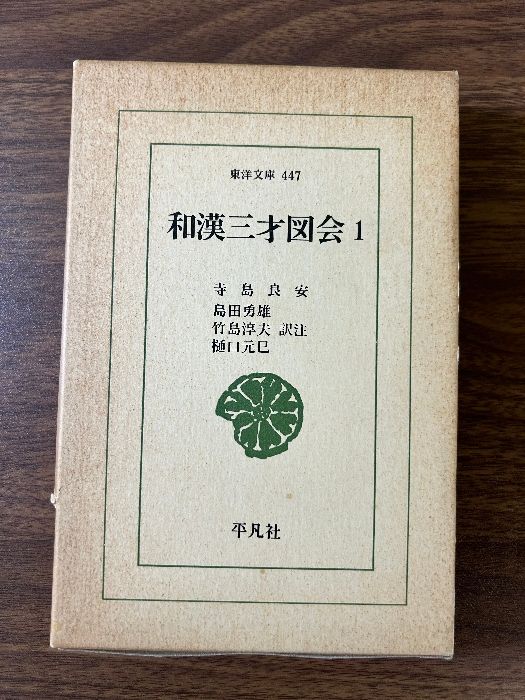 東洋文庫 447
和漢三才図会 1
寺島良安
島田勇雄
竹島淳夫 訳注
樋口元巳
平凡社